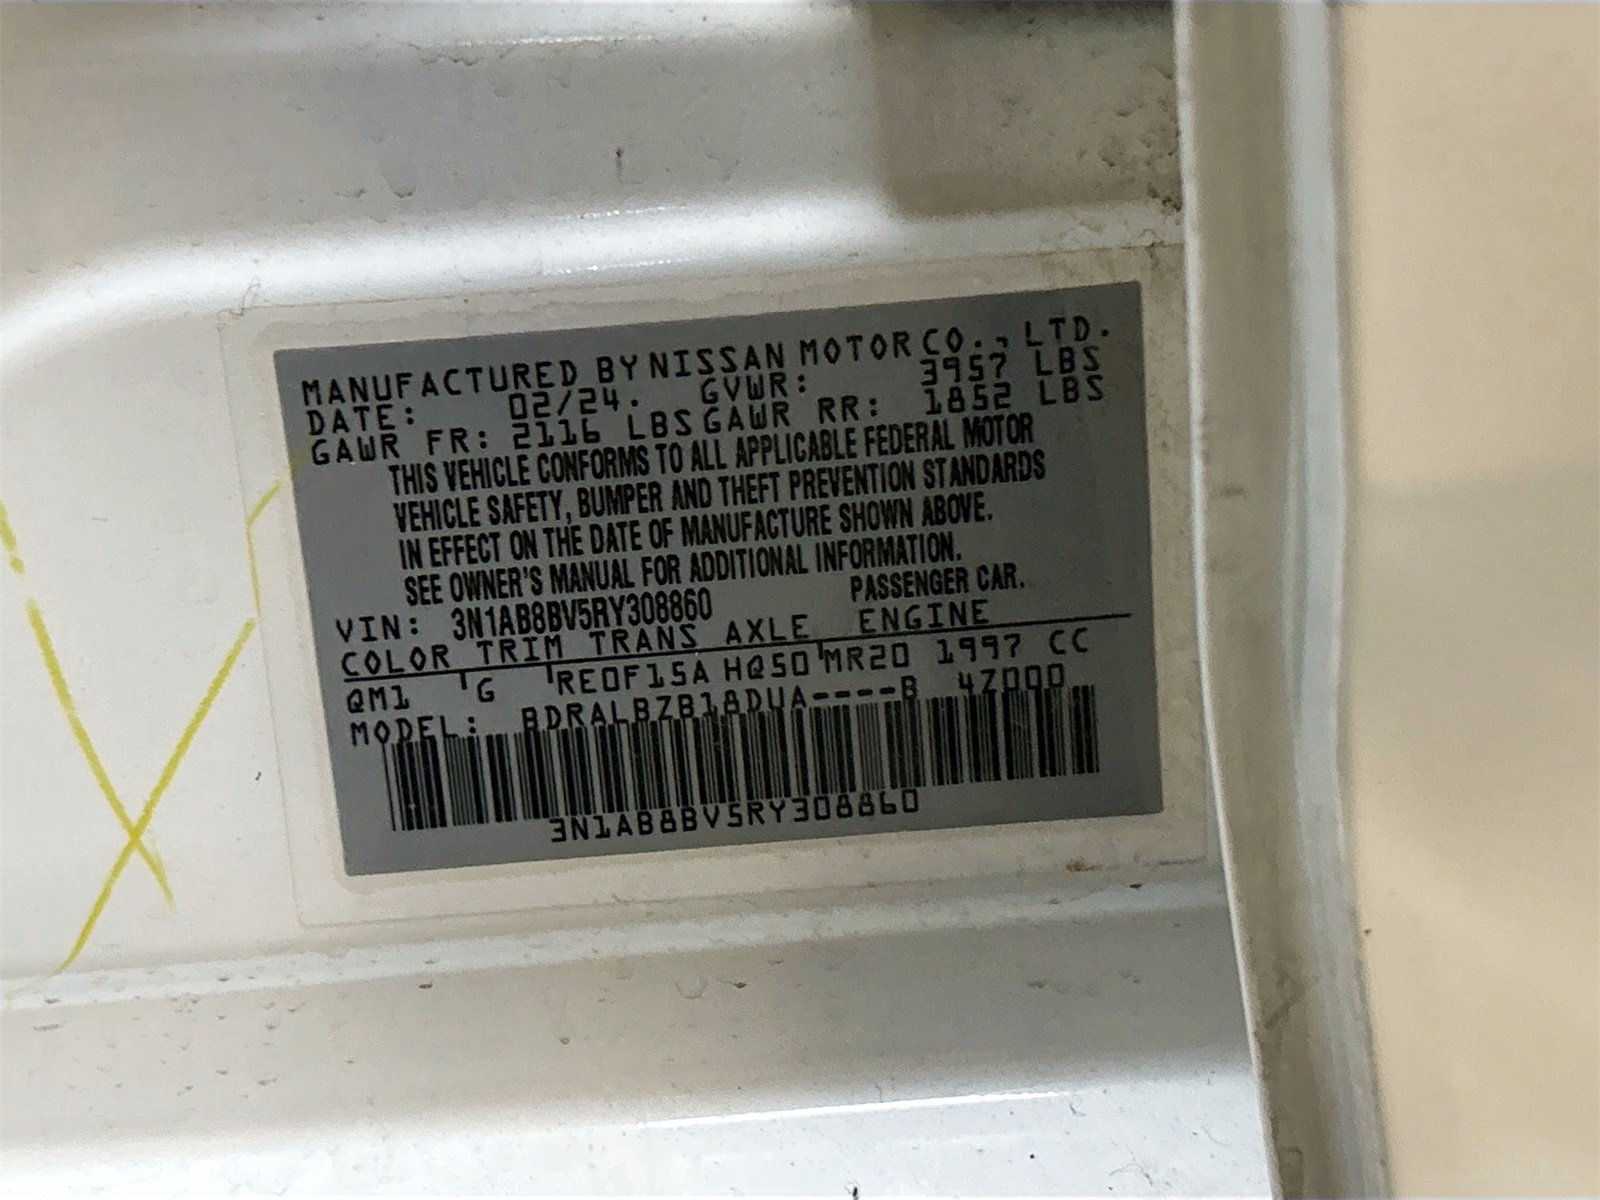 MANUFACTURED BY NISSAN MOTOR CO., LTD.
DATE: 02/24. GVWR: 3957 LBS
GAWR FR: 2116 LBS GAWR RR: 1852 LBS
THIS VEHICLE CONFORMS TO ALL APPLICABLE FEDERAL MOTOR
VEHICLE SAFETY, BUMPER AND THEFT PREVENTION STANDARDS
IN EFFECT ON THE DATE OF MANUFACTURE SHOWN ABOVE.
SEE OWNER'S MANUAL FOR ADDITIONAL INFORMATION.
VIN: 3N1AB8BV5RY308860 PASSENGER CAR.
COLOR TRIM TRANS AXLE ENGINE
QM1 G RE0F15A HQ50 MR20 1997 CC
MODEL: BDRALBZB18DUA----B 4Z000
3N1AB8BV5RY308860